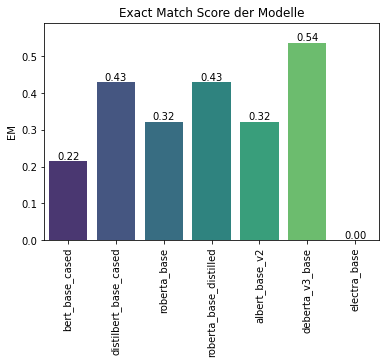 Exact Match Score der Modelle
EM
0.5
0.4
0.3
0.2
0.1
0.0
0.22
0.43
0.32
0.43
0.32
0.54
0.00
bert_base_cased
distilbert_base_cased
roberta_base
roberta_base_distilled
albert_base_v2
deberta_v3_base
electra_base